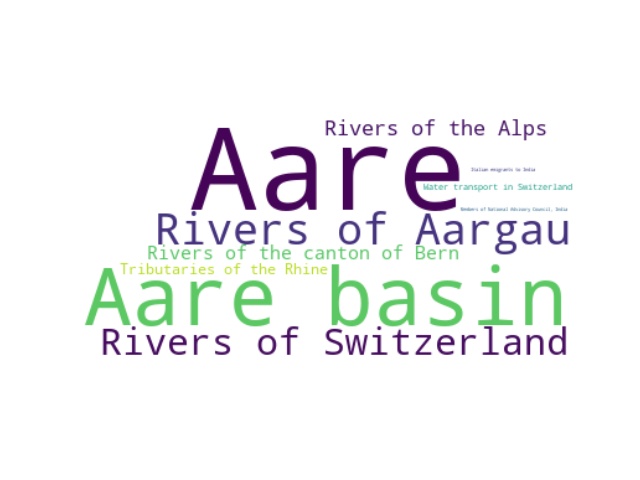 Rivers of the Alps
Aare
Italian emigrants to India
Water transport in Switzerland
Members of National Advisory Council, India
Rivers of Aargau
Rivers of the canton of Bern
Tributaries of the Rhine
Aare basin
Rivers of Switzerland